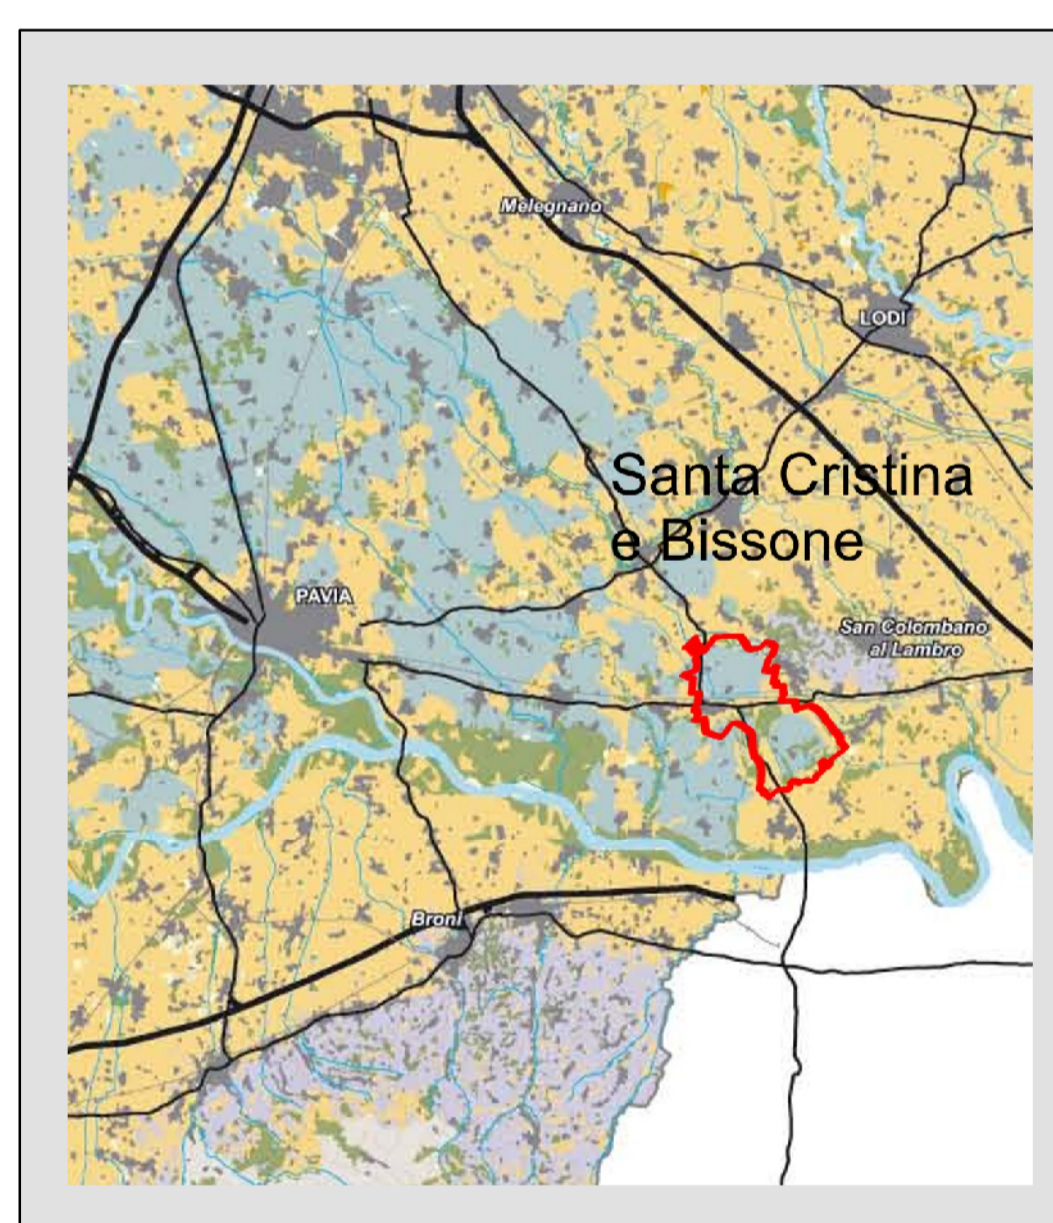 Melegnano
LODI
Santa Cristina
e Bissone
PAVIA
San Colombano
al Lambro
Broni